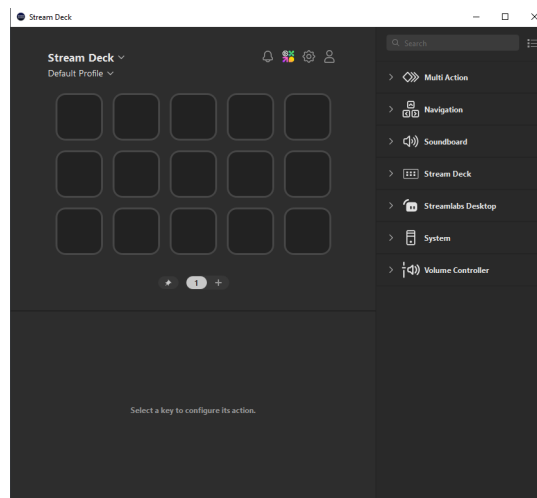 Stream Deck
Stream Deck
Default Profile
1
Select a key to configure its action.
Search
Multi Action
Navigation
Soundboard
Stream Deck
Streamlabs Desktop
System
Volume Controller